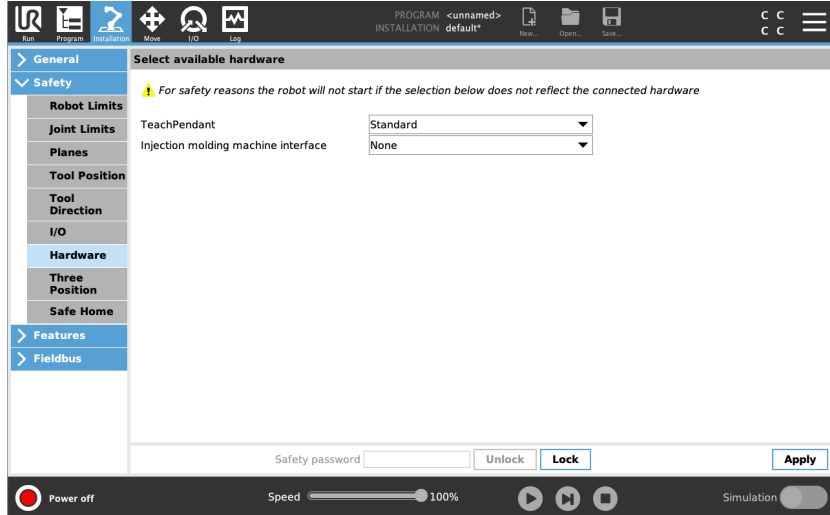 UR
Run
Program
Installation
Move
I/O
Log
PROGRAM <unnamed>
INSTALLATION default*
New...
Open...
Save...
C C
C C
General
Safety
Robot Limits
Joint Limits
Planes
Tool Position
Tool
Direction
I/O
Hardware
Three
Position
Safe Home
Features
Fieldbus
Select available hardware
For safety reasons the robot will not start if the selection below does not reflect the connected hardware
TeachPendant Standard
Injection molding machine interface None
Safety password Unlock Lock Apply
Power off Speed 100% Simulation